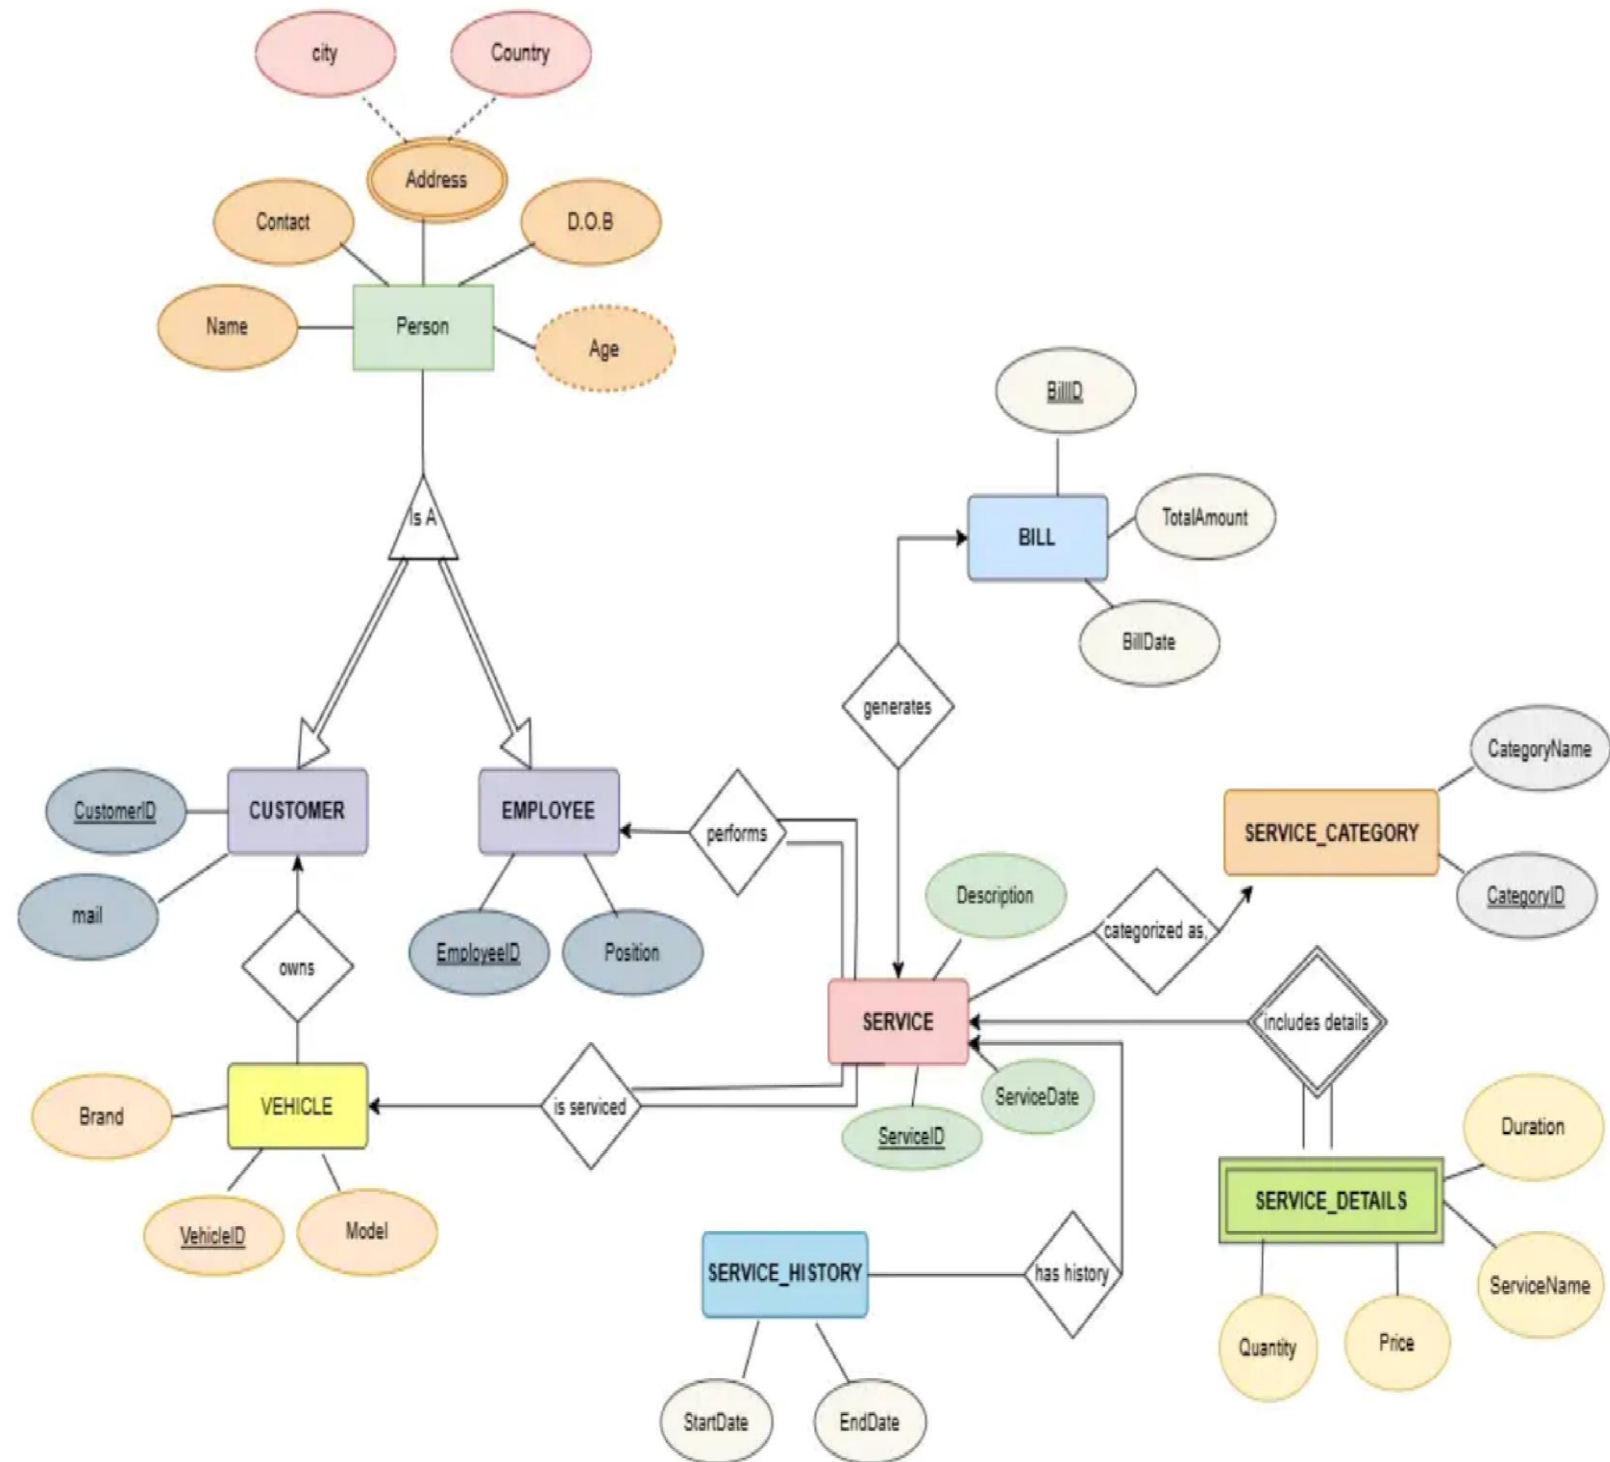 city
Country
Address
Contact
D.O.B
Name
Person
Age
BillID
Is A
BILL
TotalAmount
BillDate
generates
CategoryName
CustomerID
CUSTOMER
EMPLOYEE
performs
SERVICE_CATEGORY
Description
CategoryID
mail
EmployeeID
Position
categorized as,
owns
SERVICE
includes details
Brand
VEHICLE
is serviced
ServiceDate
ServiceID
Duration
SERVICE_DETAILS
VehicleID
Model
SERVICE_HISTORY
has history
ServiceName
Quantity
Price
StartDate
EndDate